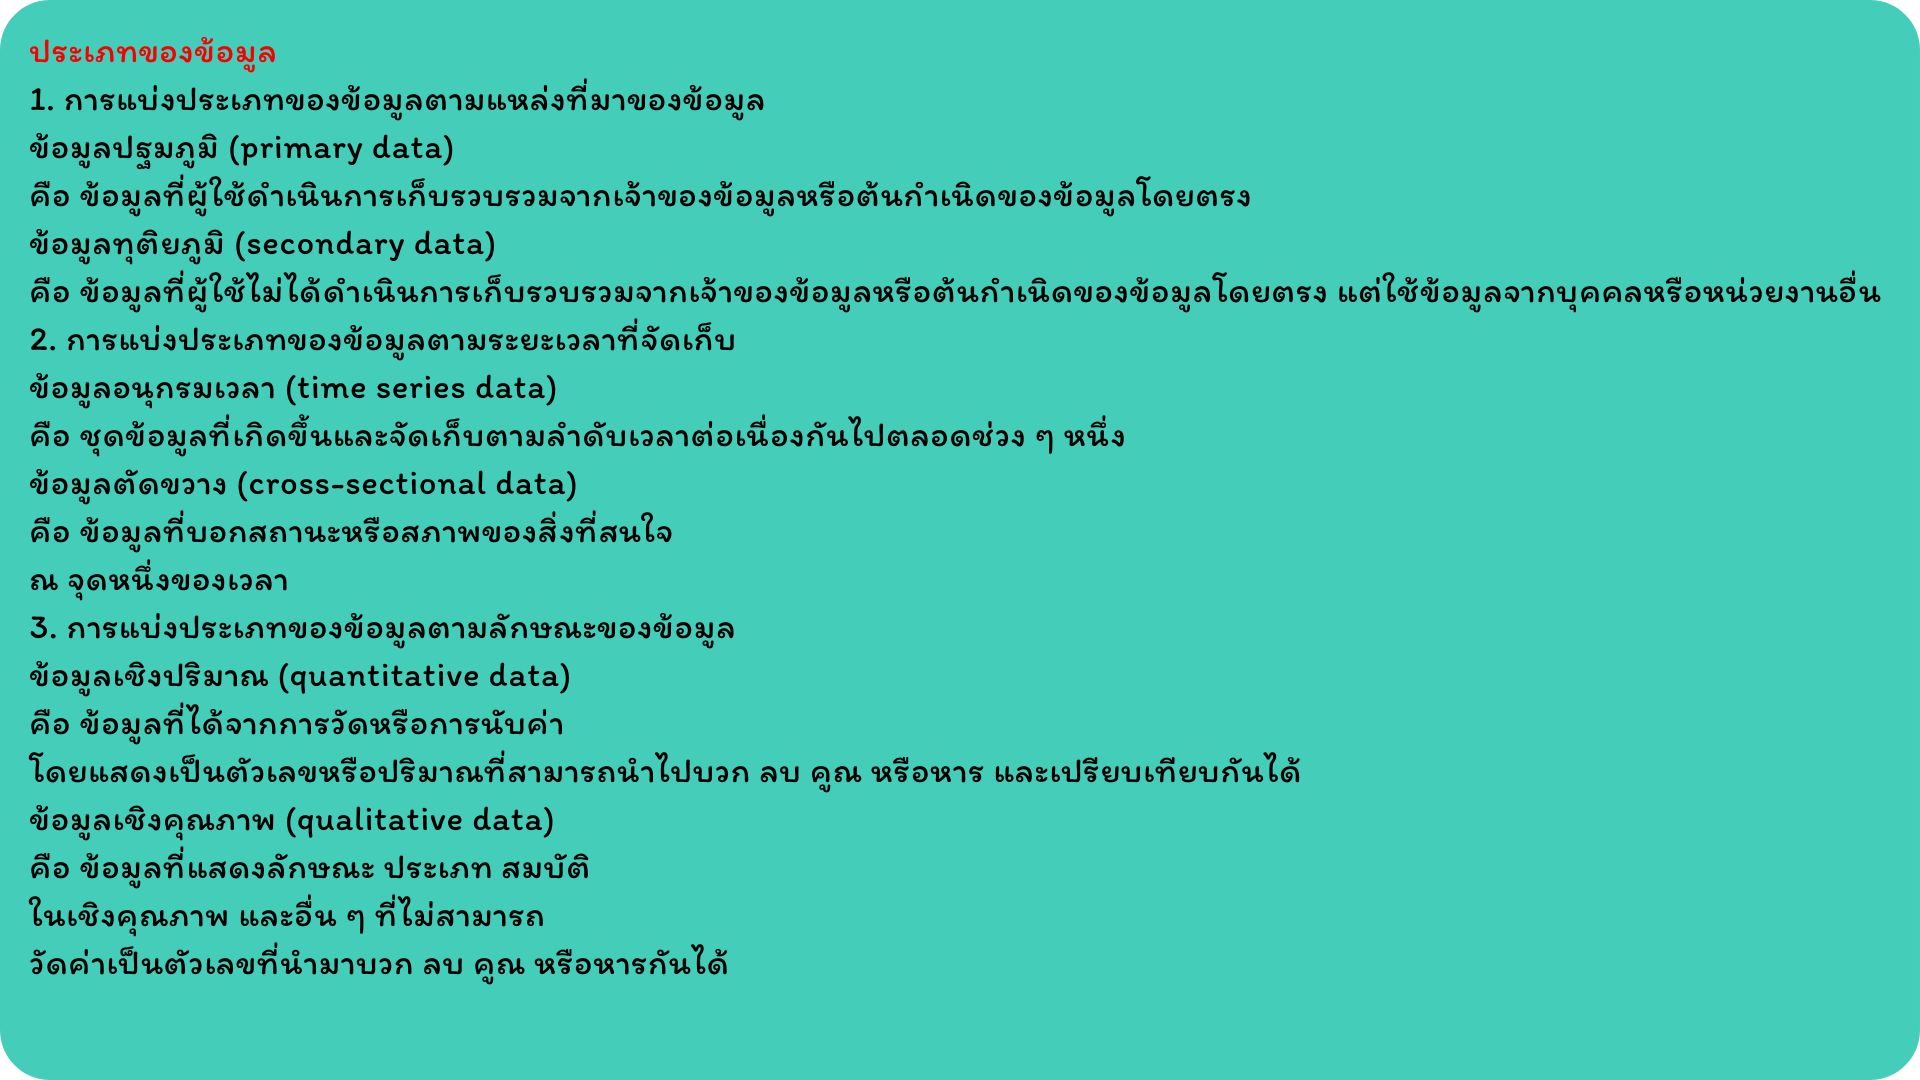 ประเภทของข้อมูล
1. การแบ่งประเภทของข้อมูลตามแหล่งที่มาของข้อมูล
ข้อมูลปฐมภูมิ (primary data)
คือ ข้อมูลที่ผู้ใช้ดำเนินการเก็บรวบรวมจากเจ้าของข้อมูลหรือต้นกำเนิดของข้อมูลโดยตรง
ข้อมูลทุติยภูมิ (secondary data)
คือ ข้อมูลที่ผู้ใช้ไม่ได้ดำเนินการเก็บรวบรวมจากเจ้าของข้อมูลหรือต้นกำเนิดของข้อมูลโดยตรง แต่ใช้ข้อมูลจากบุคคลหรือหน่วยงานอื่น
2. การแบ่งประเภทของข้อมูลตามระยะเวลาที่จัดเก็บ
ข้อมูลอนุกรมเวลา (time series data)
คือ ชุดข้อมูลที่เกิดขึ้นและจัดเก็บตามลำดับเวลาต่อเนื่องกันไปตลอดช่วง ๆ หนึ่ง
ข้อมูลตัดขวาง (cross-sectional data)
คือ ข้อมูลที่บอกสถานะหรือสภาพของสิ่งที่สนใจ
ณ จุดหนึ่งของเวลา
3. การแบ่งประเภทของข้อมูลตามลักษณะของข้อมูล
ข้อมูลเชิงปริมาณ (quantitative data)
คือ ข้อมูลที่ได้จากการวัดหรือการนับค่า
โดยแสดงเป็นตัวเลขหรือปริมาณที่สามารถนำไปบวก ลบ คูณ หรือหาร และเปรียบเทียบกันได้
ข้อมูลเชิงคุณภาพ (qualitative data)
คือ ข้อมูลที่แสดงลักษณะ ประเภท สมบัติ
ในเชิงคุณภาพ และอื่น ๆ ที่ไม่สามารถ
วัดค่าเป็นตัวเลขที่นำมาบวก ลบ คูณ หรือหารกันได้